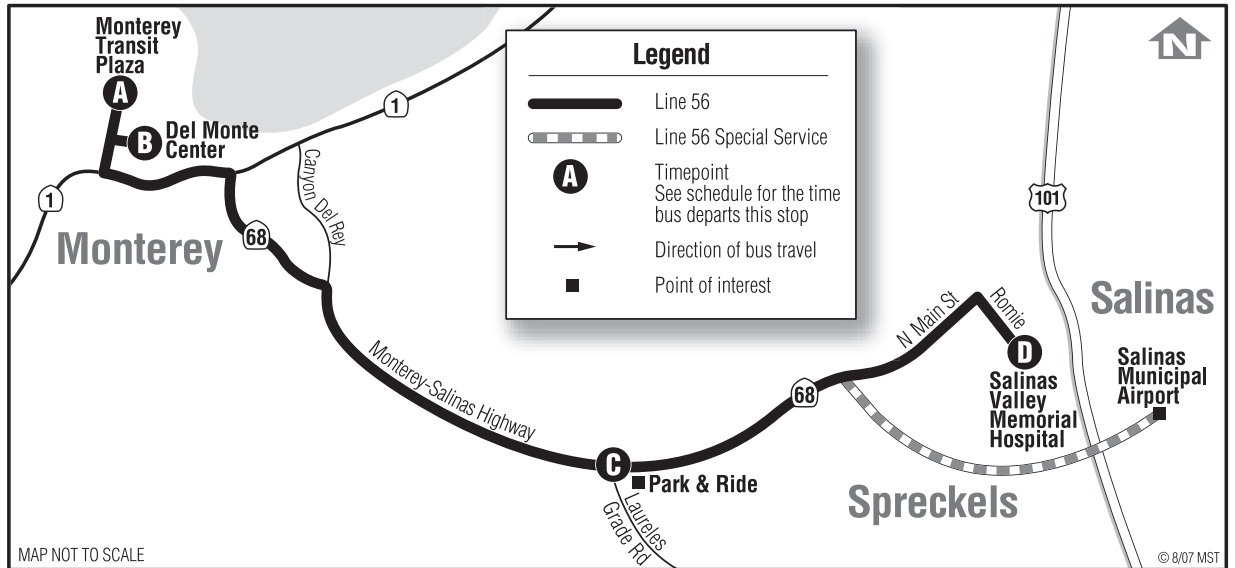 Monterey
Transit
Plaza
A
B
Del Monte
Center
1
1
Canyon Del Rey
68
Monterey
Legend
Line 56
Line 56 Special Service
A
Timepoint
See schedule for the time
bus departs this stop
Direction of bus travel
Point of interest
N
101
Salinas
Monterey-Salinas Highway
C
Park & Ride
Laureles
Grade Rd
68
N Main St
Romie
D
Salinas
Valley
Memorial
Hospital
Salinas
Municipal
Airport
Spreckels
MAP NOT TO SCALE
© 8/07 MST